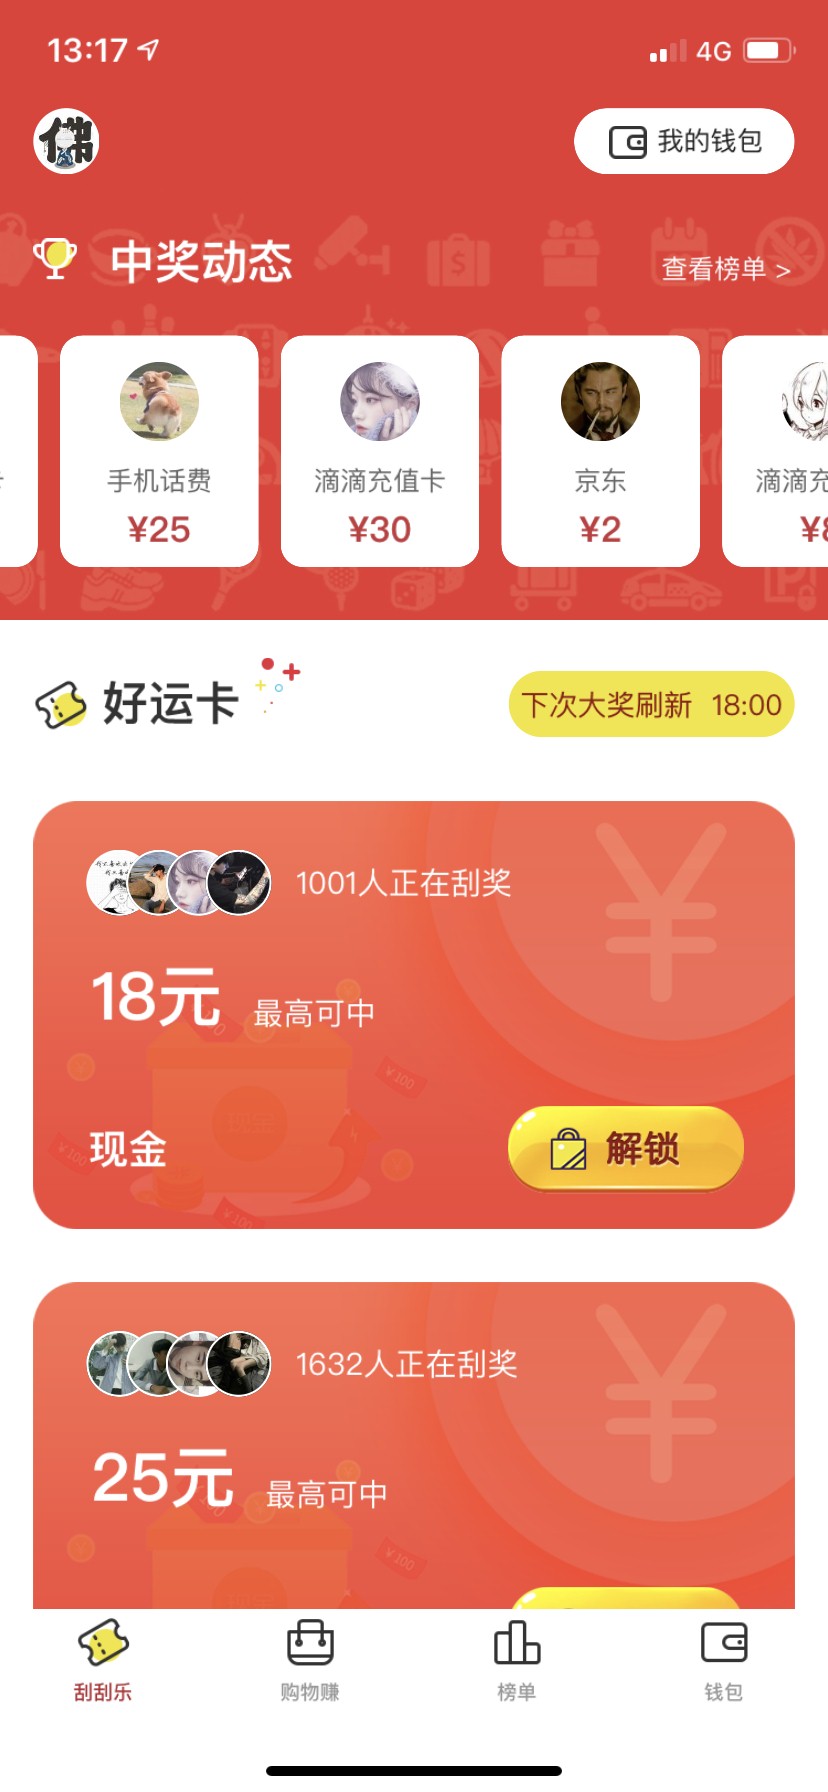 13:17
4G
佛
我的钱包
中奖动态
查看榜单 >
手机话费
¥25
滴滴充值卡
¥30
京东
¥2
滴滴充
好运卡
下次大奖刷新 18:00
1001人正在刮奖
18元 最高可中
现金
解锁
1632人正在刮奖
25元 最高可中
刮刮乐
购物赚
榜单
钱包